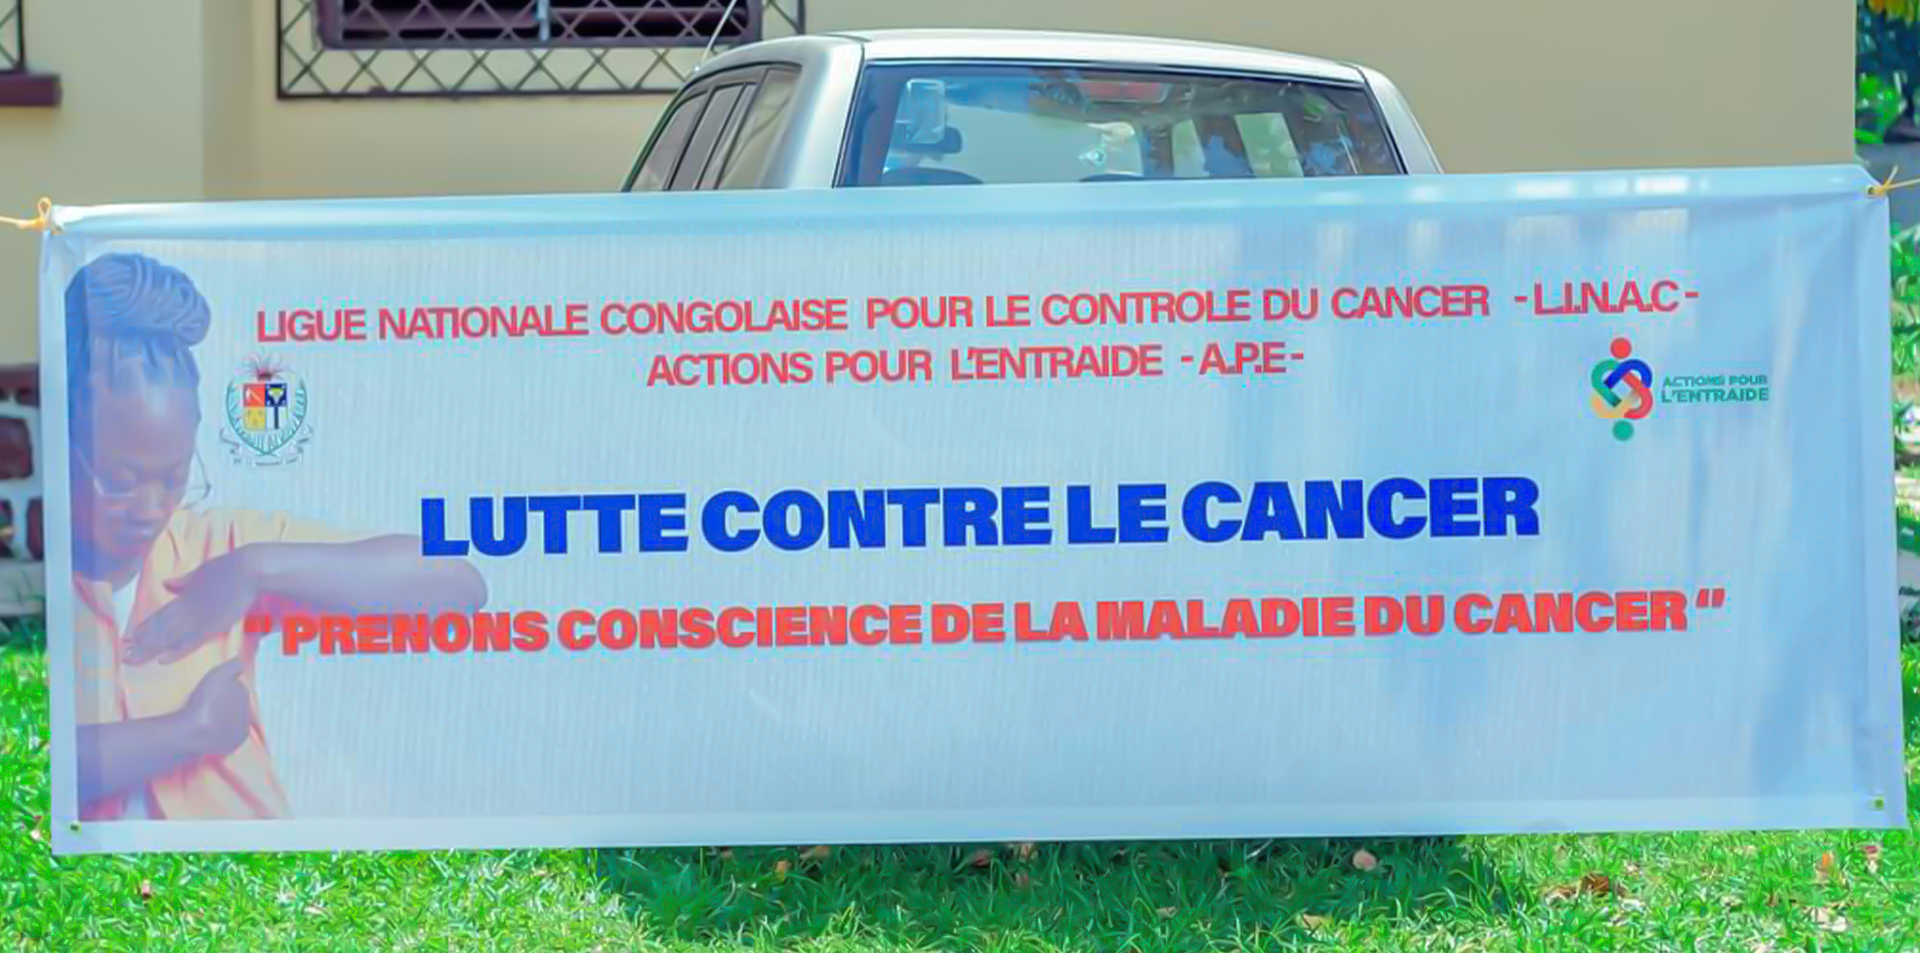 LIGUE NATIONALE CONGOLAISE POUR LE CONTROLE DU CANCER -L.I.N.A.C-
ACTIONS POUR L'ENTRAIDE -A.P.E-
ACTIONS POUR
L'ENTRAIDE
LUTTE CONTRE LE CANCER
" PRENONS CONSCIENCE DE LA MALADIE DU CANCER "